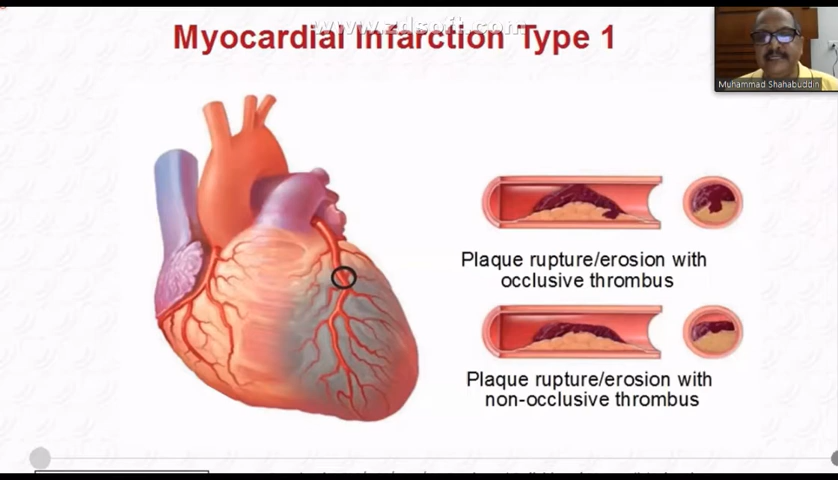 www.zdsoft.com
Myocardial Infarction Type 1
Muhammad Shahabuddin
Plaque rupture/erosion with
occlusive thrombus
Plaque rupture/erosion with
non-occlusive thrombus